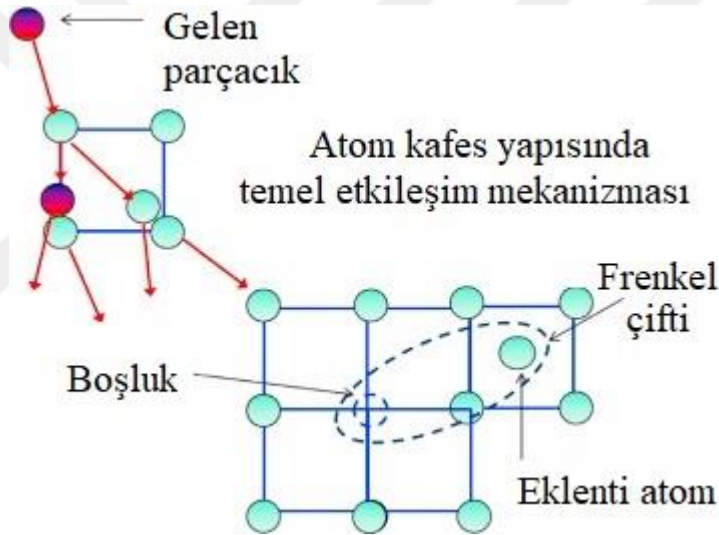 Gelen
parçacık
Atom kafes yapısında
temel etkileşim mekanizması
Frenkel
çifti
Boşluk
Eklenti atom